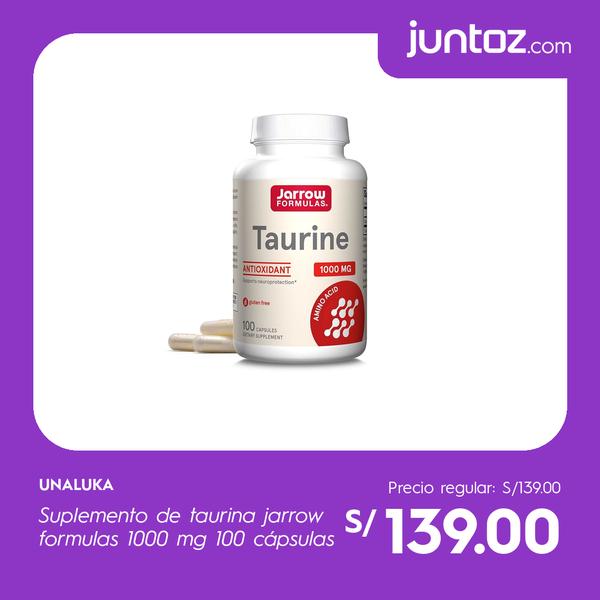 juntoz.com
Jarrow
FORMULAS®
Taurine
ANTIOXIDANT
1000 MG
Supports neuroprotection*
gluten free
AMINO ACID
100 CAPSULES
DIETARY SUPPLEMENT
UNALUKA
Precio regular: S/139.00
Suplemento de taurina jarrow
formulas 1000 mg 100 cápsulas
S/ 139.00